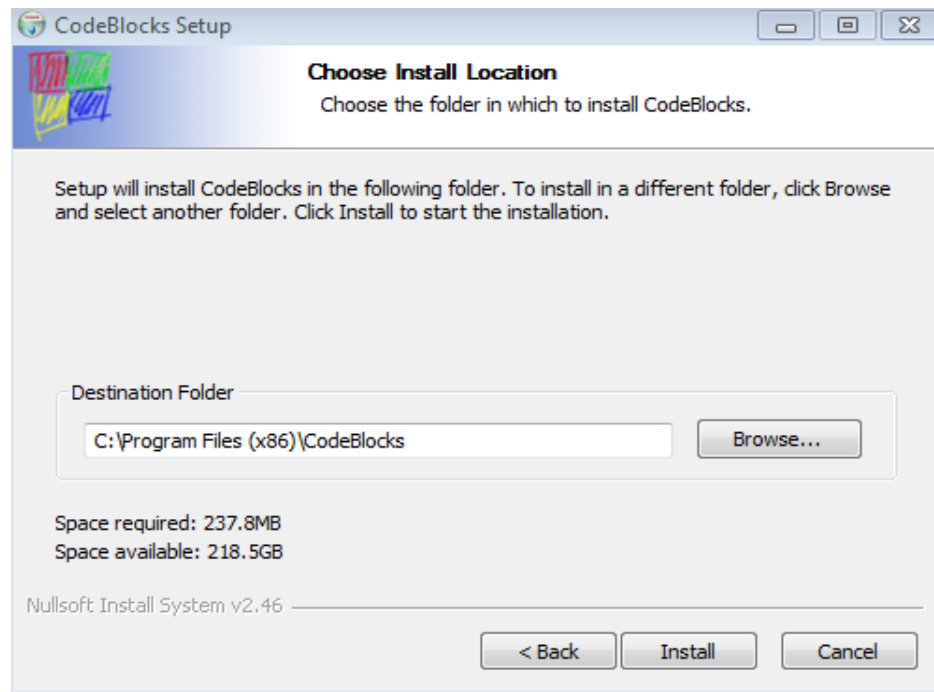 CodeBlocks Setup
Choose Install Location
Choose the folder in which to install CodeBlocks.
Setup will install CodeBlocks in the following folder. To install in a different folder, click Browse
and select another folder. Click Install to start the installation.
Destination Folder
C:\Program Files (x86)\CodeBlocks
Browse...
Space required: 237.8MB
Space available: 218.5GB
Nullsoft Install System v2.46
< Back
Install
Cancel